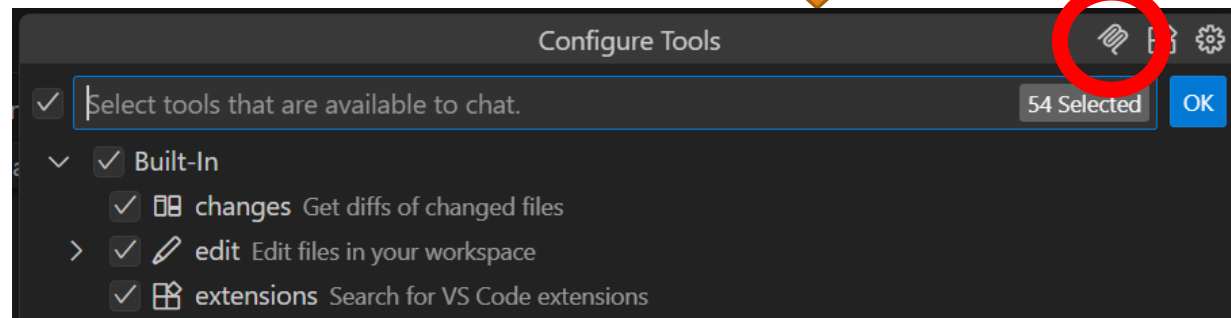 Configure Tools
Select tools that are available to chat. 54 Selected OK
Built-In
changes Get diffs of changed files
edit Edit files in your workspace
extensions Search for VS Code extensions